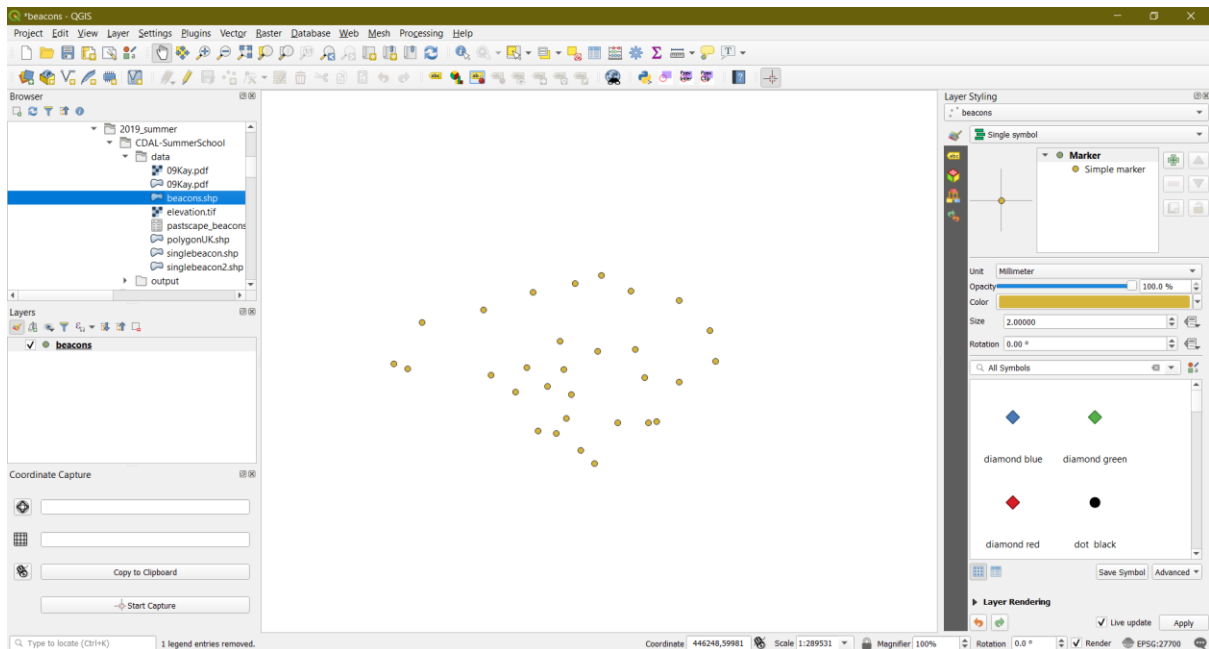 *beacons - QGIS
Project Edit View Layer Settings Plugins Vector Raster Database Web Mesh Processing Help
Browser
2019_summer
CDAL-SummerSchool
data
09Kay.pdf
09Kay.pdf
beacons.shp
elevation.tif
pastscape_beacons
polygonUK.shp
singlebeacon.shp
singlebeacon2.shp
output
Layers
beacons
Coordinate Capture
Copy to Clipboard
Start Capture
Layer Styling
beacons
Single symbol
Marker
Simple marker
Unit Millimeter
Opacity 100.0 %
Color
Size 2.00000
Rotation 0.00 °
All Symbols
diamond blue diamond green
diamond red dot black
Save Symbol Advanced
Layer Rendering
Live update Apply
Type to locate (Ctrl+K) 1 legend entries removed. Coordinate 446248,59981 Scale 1:289531 Magnifier 100% Rotation 0.0 ° Render EPSG:27700